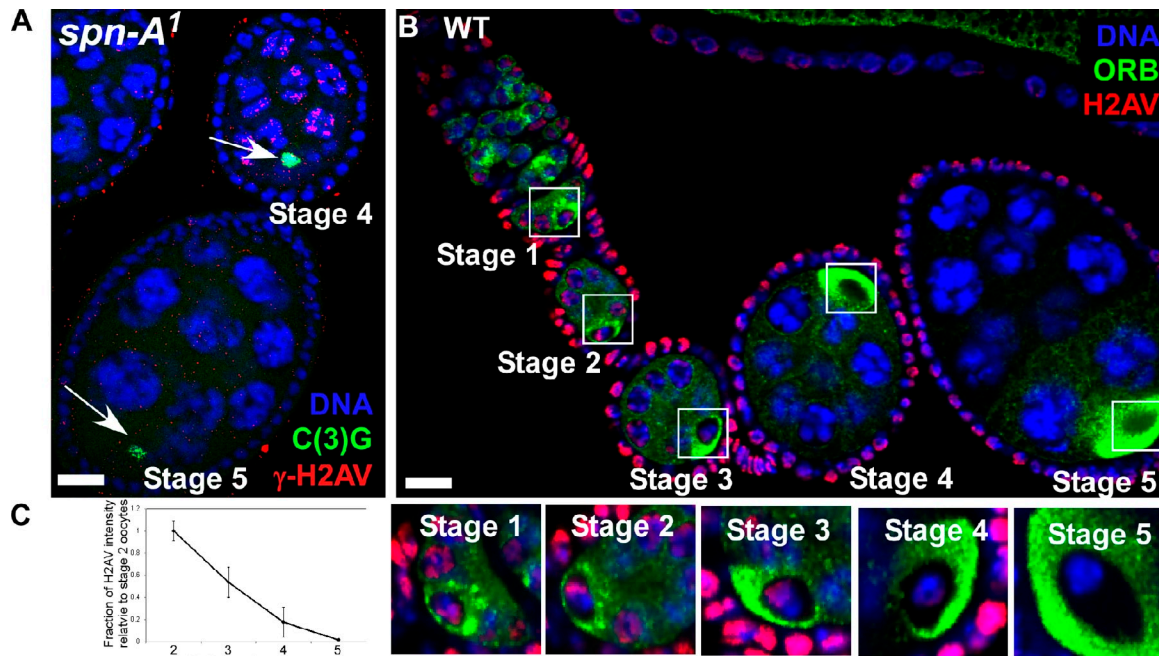 A
spn-A1
Stage 4
Stage 5
DNA
C(3)G
γ-H2AV
B
WT
DNA
ORB
H2AV
Stage 1
Stage 2
Stage 3
Stage 4
Stage 5
C
Fraction of H2AV intensity
relatvie to stage 2 oocytes
1.2
1
0.8
0.6
0.4
0.2
0
2
3
4
5
Stage 1
Stage 2
Stage 3
Stage 4
Stage 5